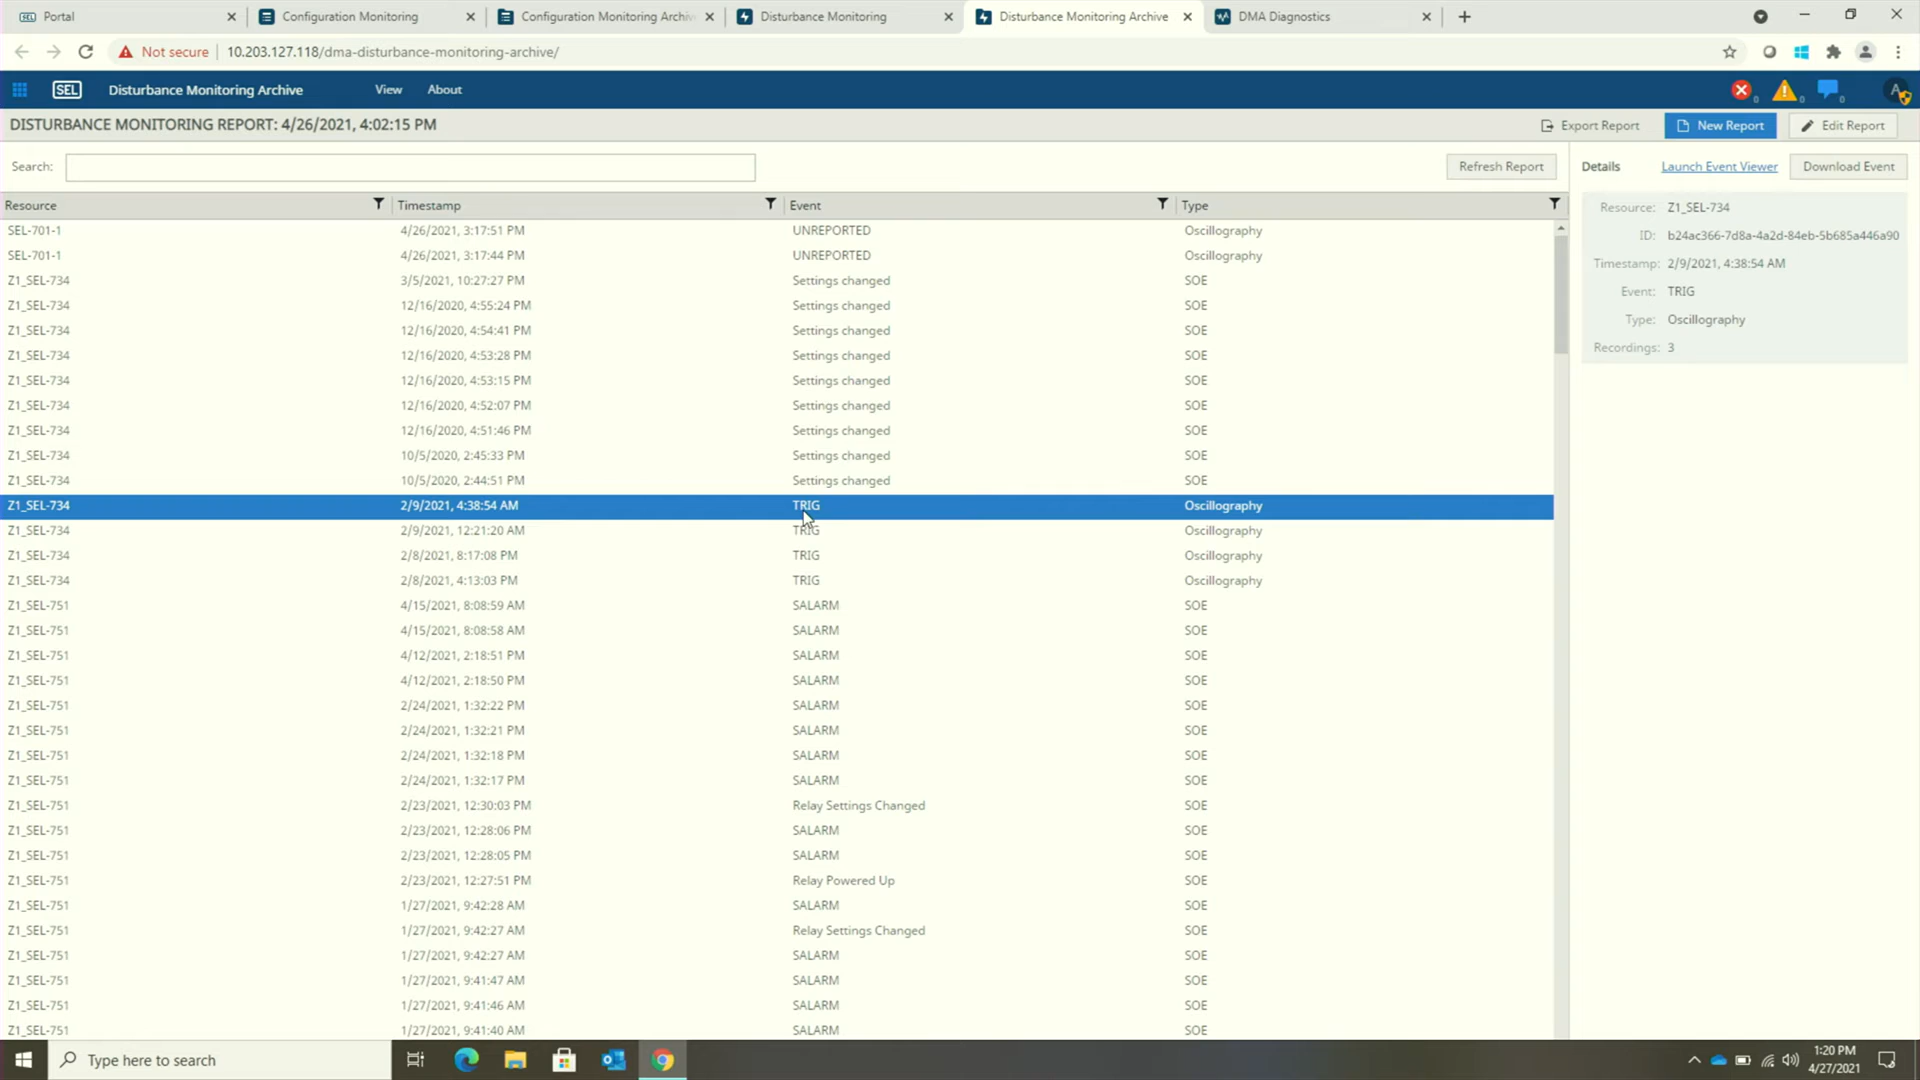 SEL Portal
Configuration Monitoring
Configuration Monitoring Archiv
Disturbance Monitoring
Disturbance Monitoring Archive
DMA Diagnostics
Not secure 10.203.127.118/dma-disturbance-monitoring-archive/
SEL Disturbance Monitoring Archive View About 0 0 0 A
DISTURBANCE MONITORING REPORT: 4/26/2021, 4:02:15 PM Export Report New Report Edit Report
Search: Refresh Report
Resource Timestamp Event Type
SEL-701-1 4/26/2021, 3:17:51 PM UNREPORTED Oscillography
SEL-701-1 4/26/2021, 3:17:44 PM UNREPORTED Oscillography
Z1_SEL-734 3/5/2021, 10:27:27 PM Settings changed SOE
Z1_SEL-734 12/16/2020, 4:55:24 PM Settings changed SOE
Z1_SEL-734 12/16/2020, 4:54:41 PM Settings changed SOE
Z1_SEL-734 12/16/2020, 4:53:28 PM Settings changed SOE
Z1_SEL-734 12/16/2020, 4:53:15 PM Settings changed SOE
Z1_SEL-734 12/16/2020, 4:52:07 PM Settings changed SOE
Z1_SEL-734 12/16/2020, 4:51:46 PM Settings changed SOE
Z1_SEL-734 10/5/2020, 2:45:33 PM Settings changed SOE
Z1_SEL-734 10/5/2020, 2:44:51 PM Settings changed SOE
Z1_SEL-734 2/9/2021, 4:38:54 AM TRIG Oscillography
Z1_SEL-734 2/9/2021, 12:21:20 AM TRIG Oscillography
Z1_SEL-734 2/8/2021, 8:17:08 PM TRIG Oscillography
Z1_SEL-734 2/8/2021, 4:13:03 PM TRIG Oscillography
Z1_SEL-751 4/15/2021, 8:08:59 AM SALARM SOE
Z1_SEL-751 4/15/2021, 8:08:58 AM SALARM SOE
Z1_SEL-751 4/12/2021, 2:18:51 PM SALARM SOE
Z1_SEL-751 4/12/2021, 2:18:50 PM SALARM SOE
Z1_SEL-751 2/24/2021, 1:32:22 PM SALARM SOE
Z1_SEL-751 2/24/2021, 1:32:21 PM SALARM SOE
Z1_SEL-751 2/24/2021, 1:32:18 PM SALARM SOE
Z1_SEL-751 2/24/2021, 1:32:17 PM SALARM SOE
Z1_SEL-751 2/23/2021, 12:30:03 PM Relay Settings Changed SOE
Z1_SEL-751 2/23/2021, 12:28:06 PM SALARM SOE
Z1_SEL-751 2/23/2021, 12:28:05 PM SALARM SOE
Z1_SEL-751 2/23/2021, 12:27:51 PM Relay Powered Up SOE
Z1_SEL-751 1/27/2021, 9:42:28 AM SALARM SOE
Z1_SEL-751 1/27/2021, 9:42:27 AM Relay Settings Changed SOE
Z1_SEL-751 1/27/2021, 9:42:27 AM SALARM SOE
Z1_SEL-751 1/27/2021, 9:41:47 AM SALARM SOE
Z1_SEL-751 1/27/2021, 9:41:46 AM SALARM SOE
Z1_SEL-751 1/27/2021, 9:41:40 AM SALARM SOE
Details Launch Event Viewer Download Event
Resource: Z1_SEL-734
ID: b24ac366-7d8a-4a2d-84eb-5b685a446a90
Timestamp: 2/9/2021, 4:38:54 AM
Event: TRIG
Type: Oscillography
Recordings: 3
Type here to search
1:20 PM
4/27/2021